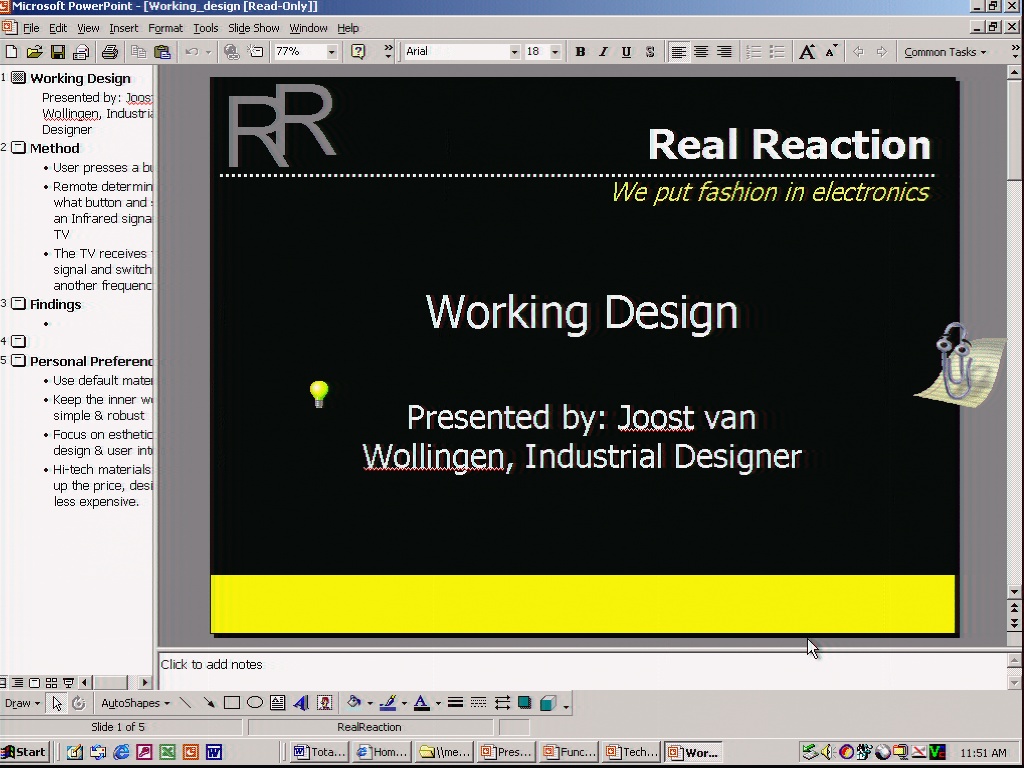 Microsoft PowerPoint - [Working_design [Read-Only]]
File Edit View Insert Format Tools Slide Show Window Help
77% Arial 18 B I U S A A Common Tasks
1 Working Design
Presented by: Joost
Wollingen, Industria
Designer
2 Method
• User presses a bu
• Remote determin
what button and s
an Infrared signa
TV
• The TV receives t
signal and switch
another frequenc
3 Findings
•
4
5 Personal Preferenc
• Use default mater
• Keep the inner wo
simple & robust
• Focus on esthetic
design & user int
• Hi-tech materials
up the price, desi
less expensive.
RR
Real Reaction
We put fashion in electronics
Working Design
Presented by: Joost van
Wollingen, Industrial Designer
Click to add notes
Draw AutoShapes
Slide 1 of 5 RealReaction
Start Tota... Hom... \\me... Pres... Func... Tech... Wor... 11:51 AM